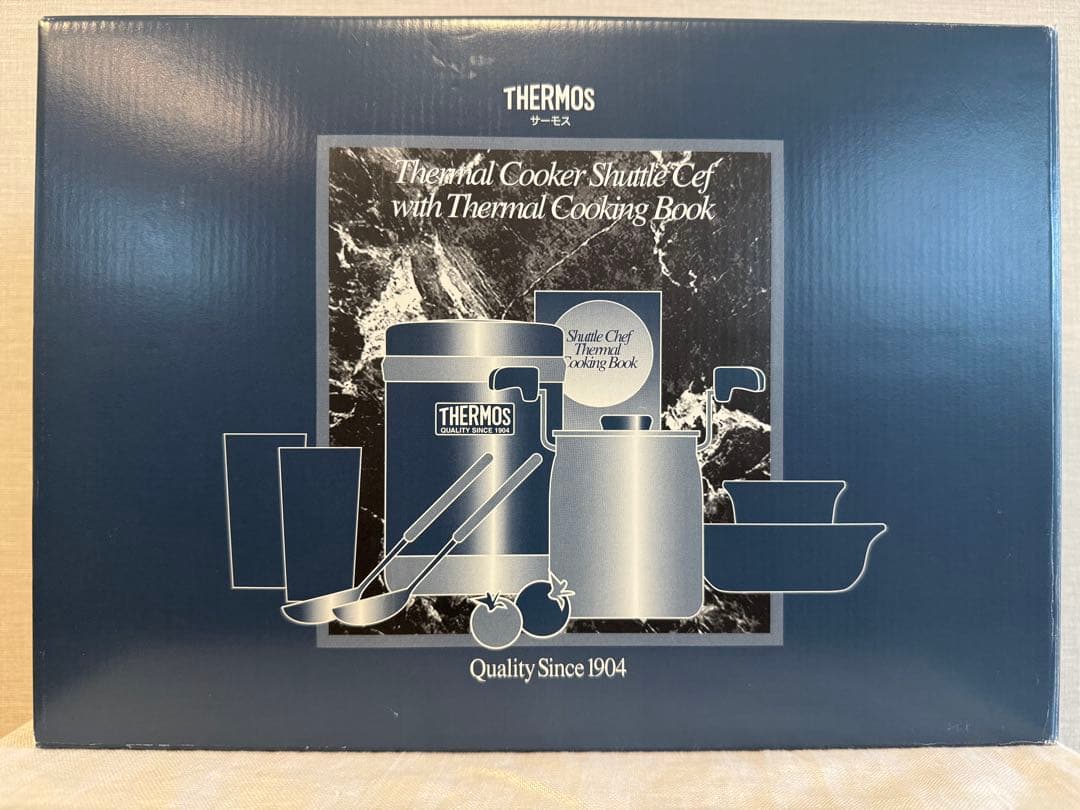 THERMOS
サーモス
Thermal Cooker Shuttle Cef
with Thermal Cooking Book
Shuttle Chef
Thermal
Cooking Book
THERMOS
QUALITY SINCE 1904
Quality Since 1904